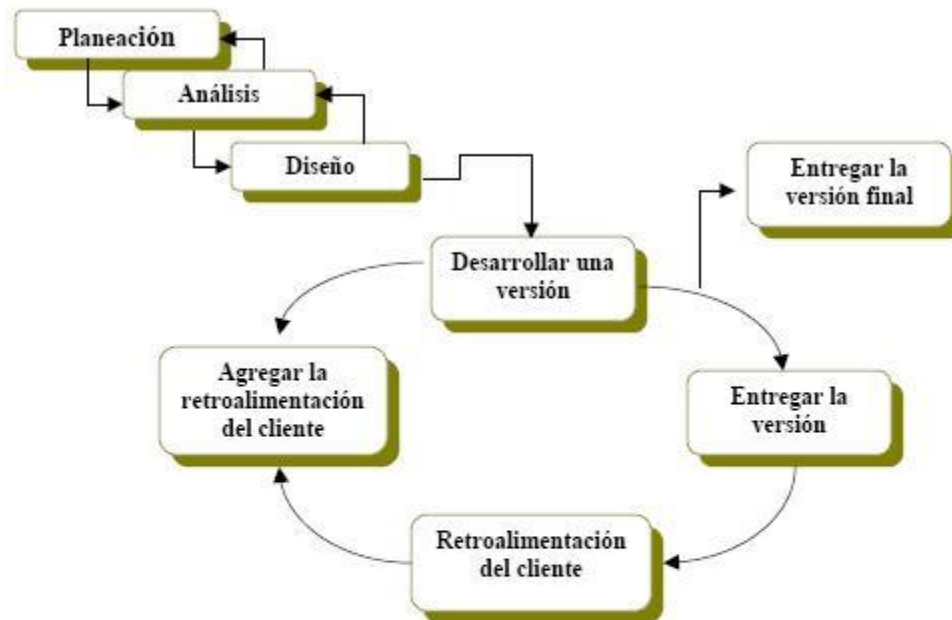 Planeación
Análisis
Diseño
Entregar la
versión final
Desarrollar una
versión
Agregar la
retroalimentación
del cliente
Entregar la
versión
Retroalimentación
del cliente